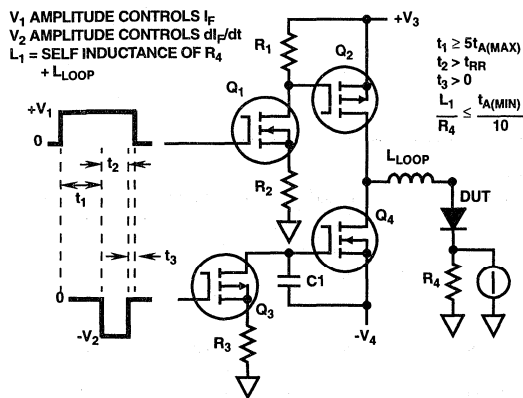 V1 AMPLITUDE CONTROLS IF
V2 AMPLITUDE CONTROLS dIF/dt
L1 = SELF INDUCTANCE OF R4
+ LLOOP
+V3
R1
Q2
t1 ≥ 5tA(MAX)
t2 > tRR
t3 > 0
L1/R4 ≤ tA(MIN)/10
Q1
+V1
0
t2
LLOOP
R2
DUT
t1
Q4
t3
C1
R4
0
Q3
-V2
-V4
R3